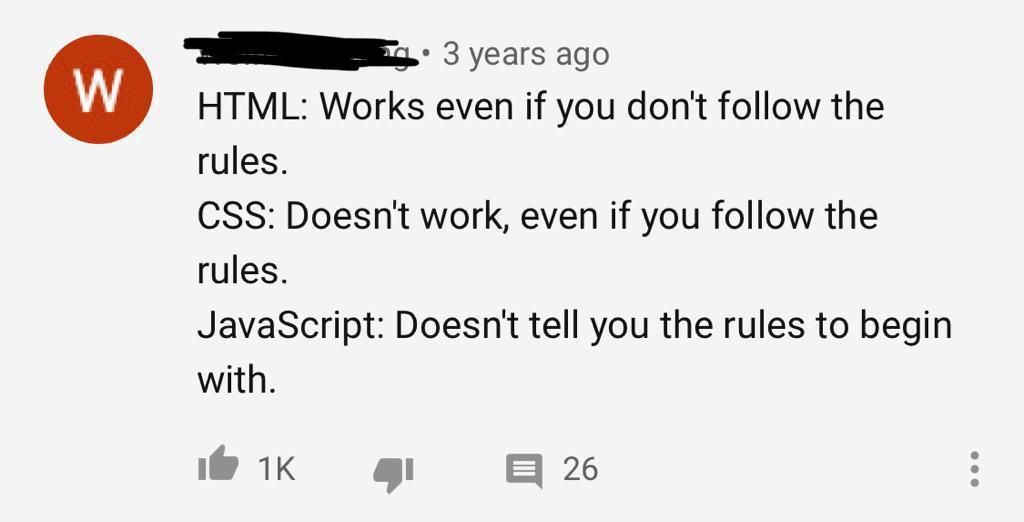 W
• 3 years ago
HTML: Works even if you don't follow the
rules.
CSS: Doesn't work, even if you follow the
rules.
JavaScript: Doesn't tell you the rules to begin
with.
1K
26